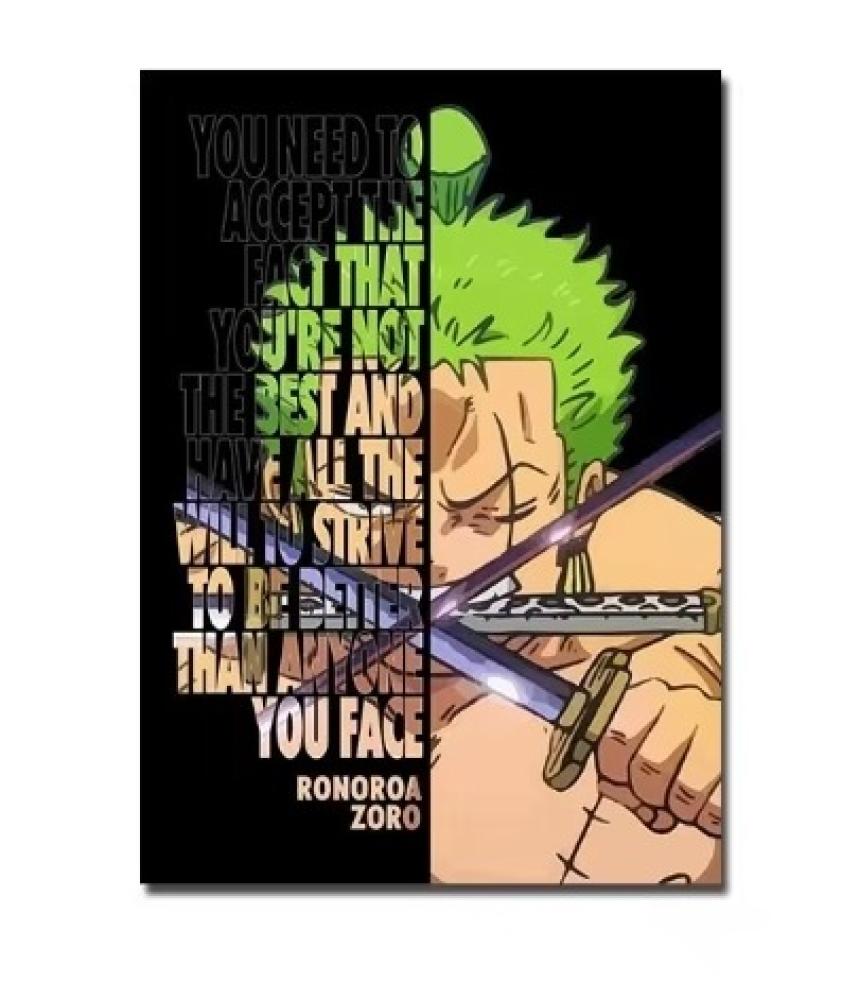 YOU NEED TO
ACCEPT THE
FACT THAT
YOU'RE NOT
THE BEST AND
HAVE ALL THE
WILL TO STRIVE
TO BE BETTER
THAN ANYONE
YOU FACE
RONOROA
ZORO